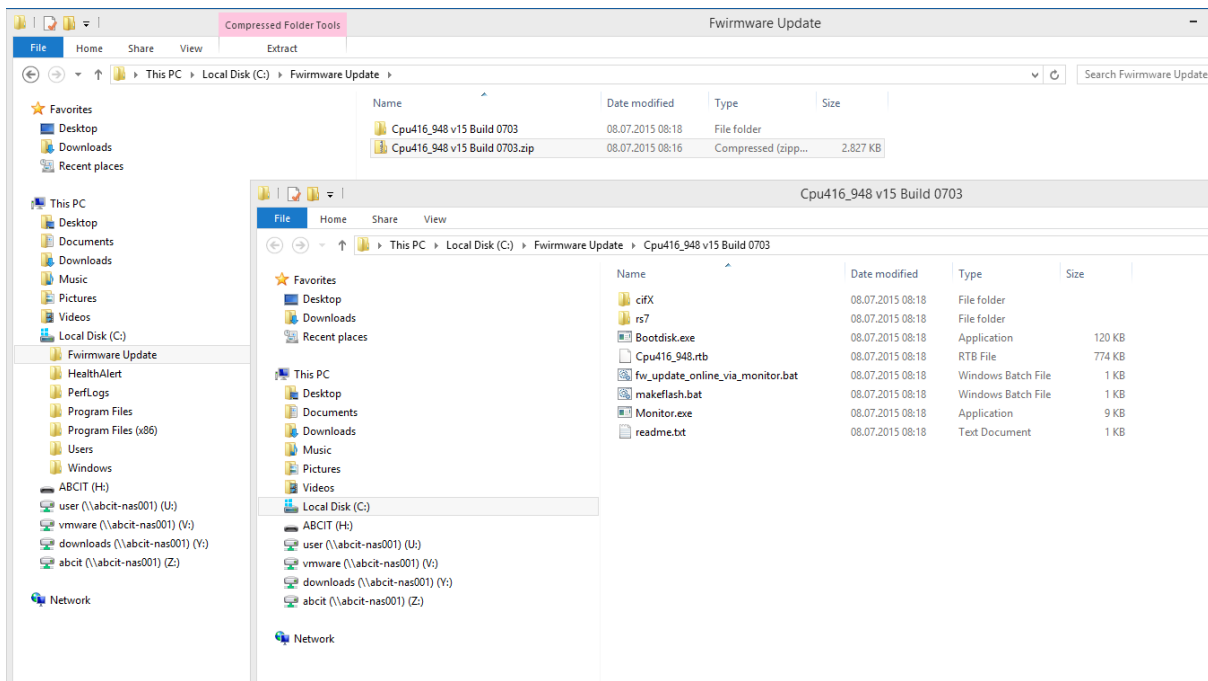 Compressed Folder Tools
Fwirmware Update
File Home Share View Extract
This PC Local Disk (C:) Fwirmware Update
Search Fwirmware Update
Favorites
Desktop
Downloads
Recent places
This PC
Desktop
Documents
Downloads
Music
Pictures
Videos
Local Disk (C:)
Fwirmware Update
HealthAlert
PerfLogs
Program Files
Program Files (x86)
Users
Windows
ABCIT (H:)
user (\\abcit-nas001) (U:)
vmware (\\abcit-nas001) (V:)
downloads (\\abcit-nas001) (Y:)
abcit (\\abcit-nas001) (Z:)
Network
Name Date modified Type Size
Cpu416_948 v15 Build 0703 08.07.2015 08:18 File folder
Cpu416_948 v15 Build 0703.zip 08.07.2015 08:16 Compressed (zipp... 2.827 KB
Cpu416_948 v15 Build 0703
File Home Share View
This PC Local Disk (C:) Fwirmware Update Cpu416_948 v15 Build 0703
Favorites
Desktop
Downloads
Recent places
This PC
Desktop
Documents
Downloads
Music
Pictures
Videos
Local Disk (C:)
ABCIT (H:)
user (\\abcit-nas001) (U:)
vmware (\\abcit-nas001) (V:)
downloads (\\abcit-nas001) (Y:)
abcit (\\abcit-nas001) (Z:)
Network
Name Date modified Type Size
cifX 08.07.2015 08:18 File folder
rs7 08.07.2015 08:18 File folder
Bootdisk.exe 08.07.2015 08:18 Application 120 KB
Cpu416_948.rtb 08.07.2015 08:18 RTB File 774 KB
fw_update_online_via_monitor.bat 08.07.2015 08:18 Windows Batch File 1 KB
makeflash.bat 08.07.2015 08:18 Windows Batch File 1 KB
Monitor.exe 08.07.2015 08:18 Application 9 KB
readme.txt 08.07.2015 08:18 Text Document 1 KB